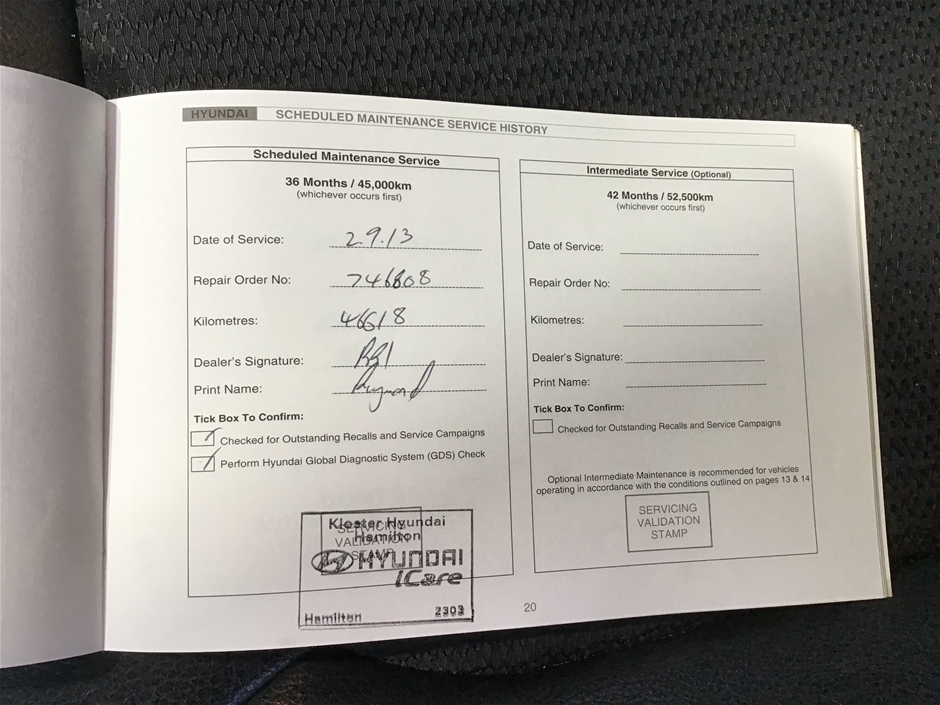 HYUNDAI SCHEDULED MAINTENANCE SERVICE HISTORY
Scheduled Maintenance Service
36 Months / 45,000km
(whichever occurs first)
Date of Service: 2.9.13
Repair Order No: 746808
Kilometres: 46618
Dealer's Signature:
Print Name: Raymond
Tick Box To Confirm:
Checked for Outstanding Recalls and Service Campaigns
Perform Hyundai Global Diagnostic System (GDS) Check
SERVICING
VALIDATION
STAMP
Kloster Hyundai
Hamilton
HYUNDAI
iCare
Hamilton 2303
Intermediate Service (Optional)
42 Months / 52,500km
(whichever occurs first)
Date of Service:
Repair Order No:
Kilometres:
Dealer's Signature:
Print Name:
Tick Box To Confirm:
Checked for Outstanding Recalls and Service Campaigns
Optional Intermediate Maintenance is recommended for vehicles
operating in accordance with the conditions outlined on pages 13 & 14
SERVICING
VALIDATION
STAMP
20